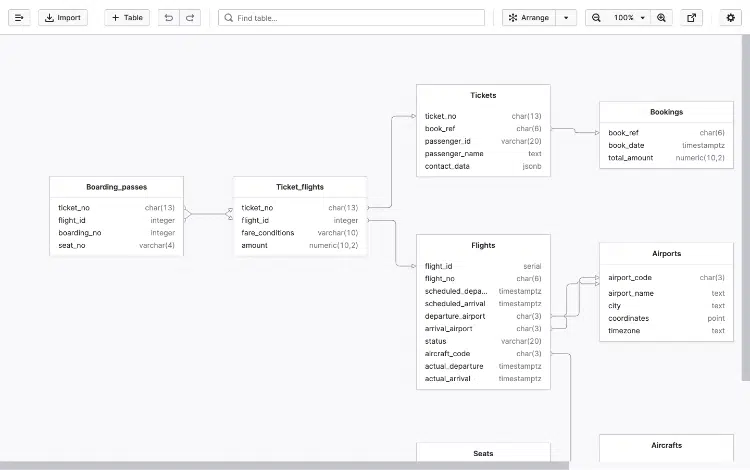 Import
Table
Find table...
Arrange
100%
Tickets
ticket_no char(13)
book_ref char(6)
passenger_id varchar(20)
passenger_name text
contact_data jsonb
Bookings
book_ref char(6)
book_date timestamptz
total_amount numeric(10,2)
Boarding_passes
ticket_no char(13)
flight_id integer
boarding_no integer
seat_no varchar(4)
Ticket_flights
ticket_no char(13)
flight_id integer
fare_conditions varchar(10)
amount numeric(10,2)
Flights
flight_id serial
flight_no char(6)
scheduled_depa... timestamptz
scheduled_arrival timestamptz
departure_airport char(3)
arrival_airport char(3)
status varchar(20)
aircraft_code char(3)
actual_departure timestamptz
actual_arrival timestamptz
Airports
airport_code char(3)
airport_name text
city text
coordinates point
timezone text
Seats
Aircrafts